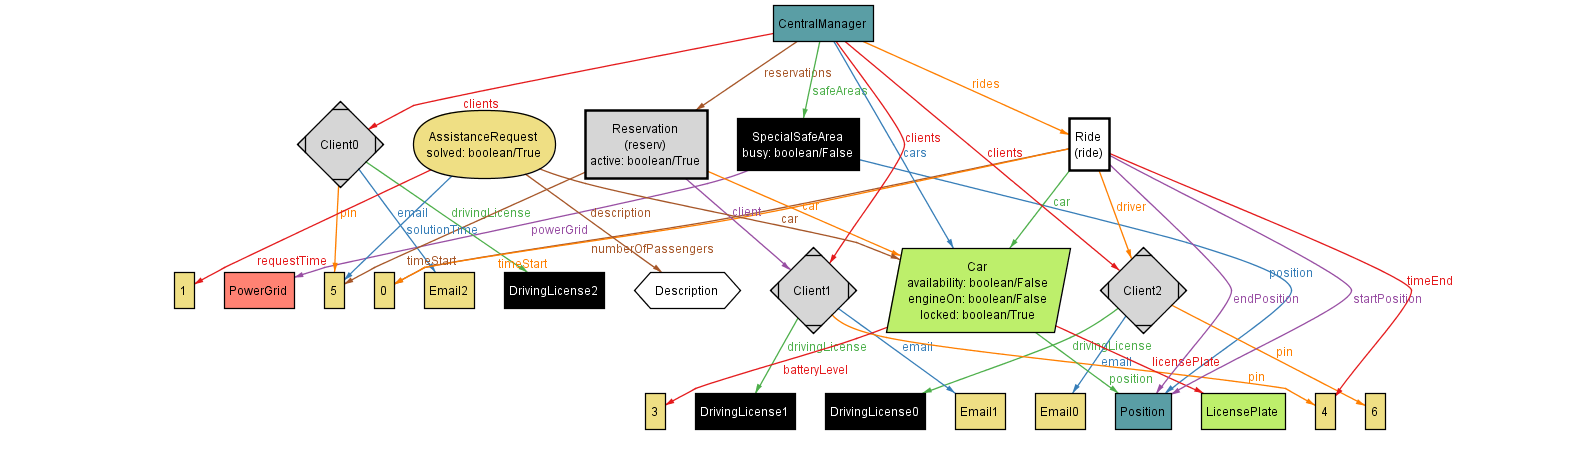 CentralManager
reservations
rides
safeAreas
clients
AssistanceRequest
solved: boolean/True
Reservation
(reserv)
active: boolean/True
SpecialSafeArea
busy: boolean/False
Ride
(ride)
Client0
clients
cars
clients
pin
email
drivingLicense
description
client
car
car
car
driver
solutionTime
powerGrid
numberOfPassengers
requestTime
timeStart
timeStart
position
timeEnd
endPosition
startPosition
1
PowerGrid
5
0
Email2
DrivingLicense2
Description
Client1
Car
availability: boolean/False
engineOn: boolean/False
locked: boolean/True
Client2
drivingLicense
email
drivingLicense
email
licensePlate
pin
batteryLevel
position
pin
3
DrivingLicense1
DrivingLicense0
Email1
Email0
Position
LicensePlate
4
6